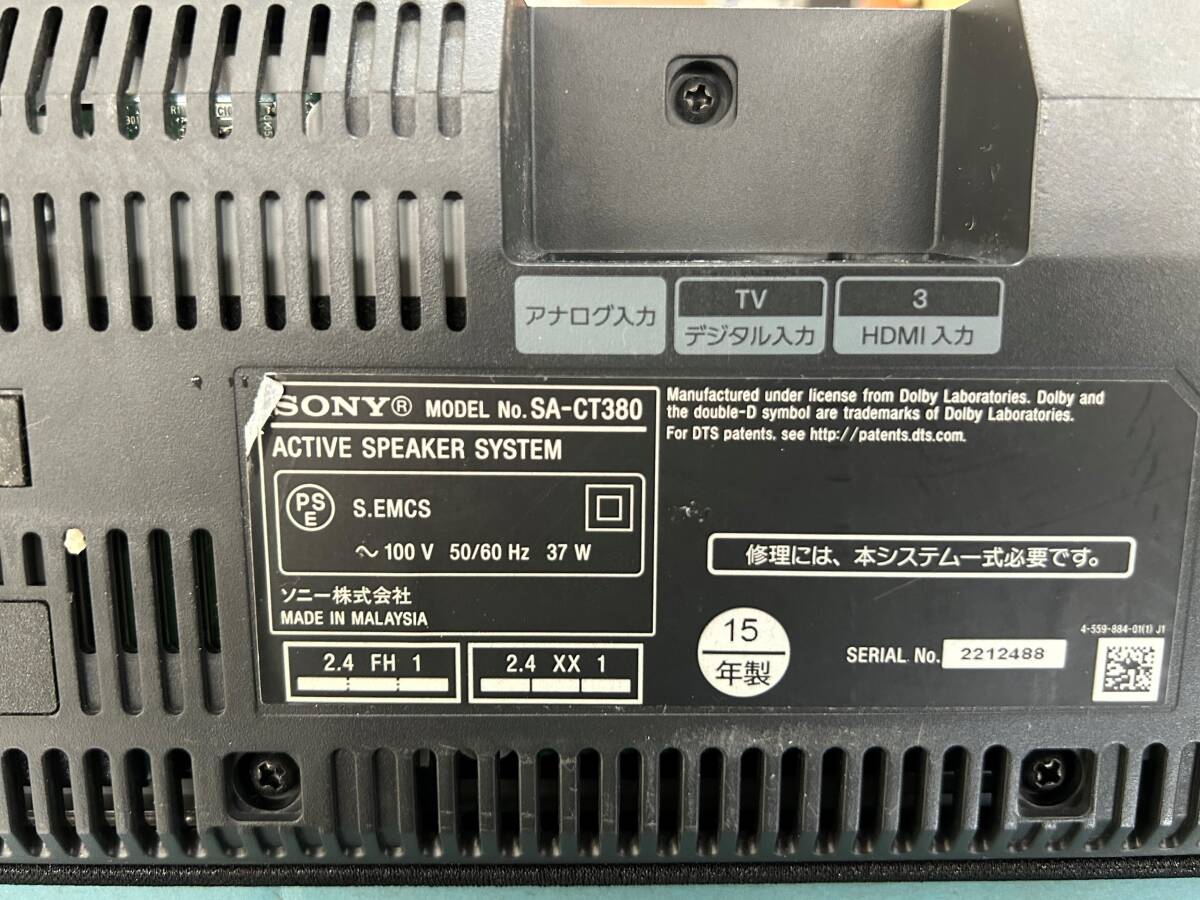 アナログ入力
TV
デジタル入力
3
HDMI 入力
SONY® MODEL No. SA-CT380
ACTIVE SPEAKER SYSTEM
PS
E
S.EMCS
～ 100 V 50/60 Hz 37 W
ソニー株式会社
MADE IN MALAYSIA
2.4 FH 1
2.4 XX 1
Manufactured under license from Dolby Laboratories. Dolby and
the double-D symbol are trademarks of Dolby Laboratories.
For DTS patents, see http://patents.dts.com.
修理には、本システム一式必要です。
15
年製
4-559-884-01(1) J1
SERIAL No. 2212488